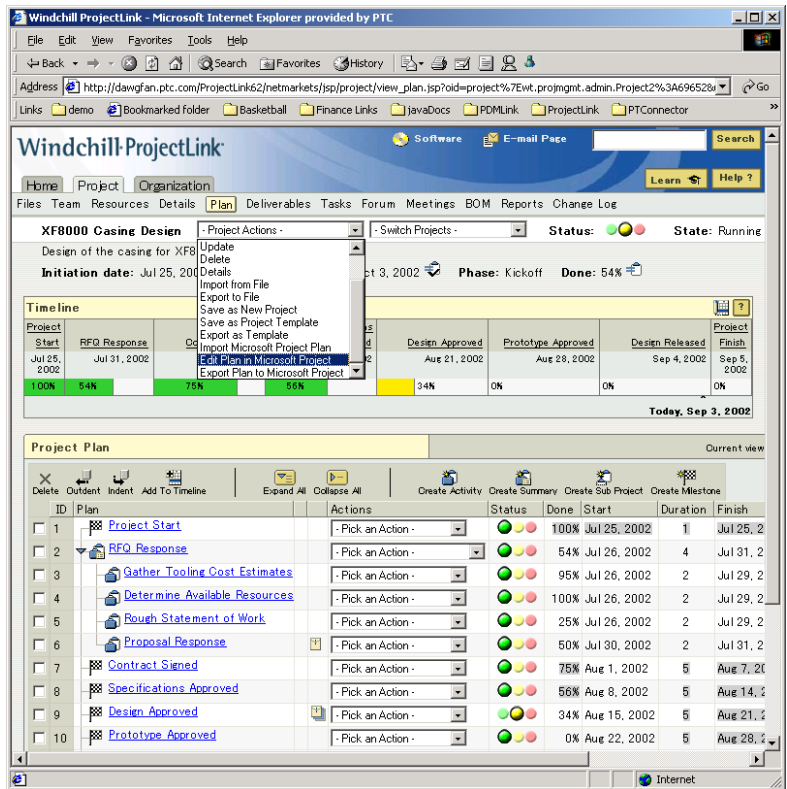 Windchill ProjectLink - Microsoft Internet Explorer provided by PTC
File Edit View Favorites Tools Help
Back Search Favorites History
Address http://dawgfan.ptc.com/ProjectLink62/netmarkets/jsp/project/view_plan.jsp?oid=project%7Ewt.projmgmt.admin.Project2%3A696528 Go
Links demo Bookmarked folder Basketball Finance Links javaDocs PDMLink ProjectLink PTConnector »
Windchill ProjectLink
Software E-mail Page Search
Home Project Organization Learn Help ?
Files Team Resources Details Plan Deliverables Tasks Forum Meetings BOM Reports Change Log
XF8000 Casing Design - Project Actions - - Switch Projects - Status: State: Running
Design of the casing for XF8
Initiation date: Jul 25, 200 t 3, 2002 Phase: Kickoff Done: 54%
Update
Delete
Details
Import from File
Export to File
Save as New Project
Save as Project Template
Export as Template
Import Microsoft Project Plan
Edit Plan in Microsoft Project
Export Plan to Microsoft Project
Timeline ?
Project Start RFQ Response Design Approved Prototype Approved Design Released Project Finish
Jul 25, 2002 Jul 31, 2002 Aug 21, 2002 Aug 28, 2002 Sep 4, 2002 Sep 5, 2002
100% 54% 75% 56% 34% 0% 0% 0%
Today, Sep 3, 2002
Project Plan Current view
Delete Outdent Indent Add To Timeline Expand All Collapse All Create Activity Create Summary Create Sub Project Create Milestone
ID Plan Actions Status Done Start Duration Finish
1 Project Start - Pick an Action - 100% Jul 25, 2002 1 Jul 25, 2
2 RFQ Response - Pick an Action - 54% Jul 26, 2002 4 Jul 31, 2
3 Gather Tooling Cost Estimates - Pick an Action - 95% Jul 26, 2002 2 Jul 29, 2
4 Determine Available Resources - Pick an Action - 100% Jul 26, 2002 2 Jul 29, 2
5 Rough Statement of Work - Pick an Action - 25% Jul 26, 2002 2 Jul 29, 2
6 Proposal Response - Pick an Action - 50% Jul 30, 2002 2 Jul 31, 2
7 Contract Signed - Pick an Action - 75% Aug 1, 2002 5 Aug 7, 20
8 Specifications Approved - Pick an Action - 56% Aug 8, 2002 5 Aug 14, 2
9 Design Approved - Pick an Action - 34% Aug 15, 2002 5 Aug 21, 2
10 Prototype Approved - Pick an Action - 0% Aug 22, 2002 5 Aug 28, 2
Internet